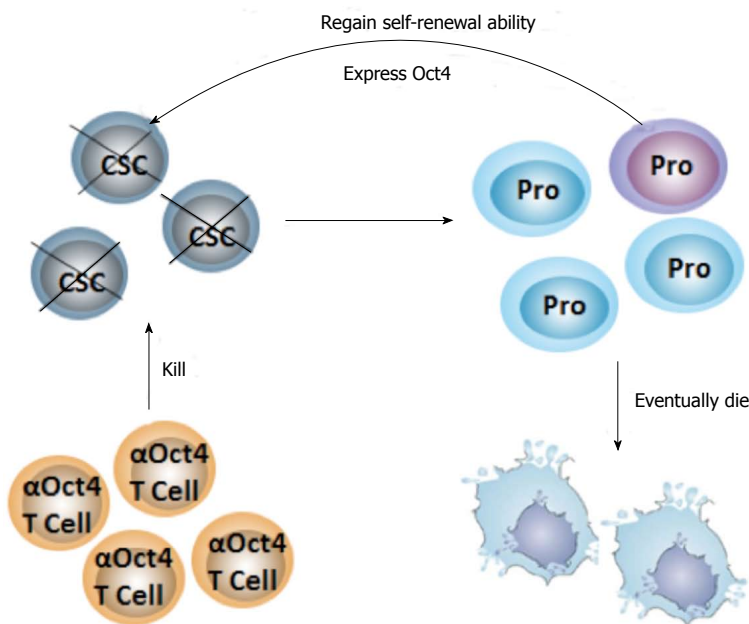 Regain self-renewal ability
Express Oct4
CSC
CSC
CSC
Pro
Pro
Pro
Pro
Kill
Eventually die
αOct4
T Cell
αOct4
T Cell
αOct4
T Cell
αOct4
T Cell